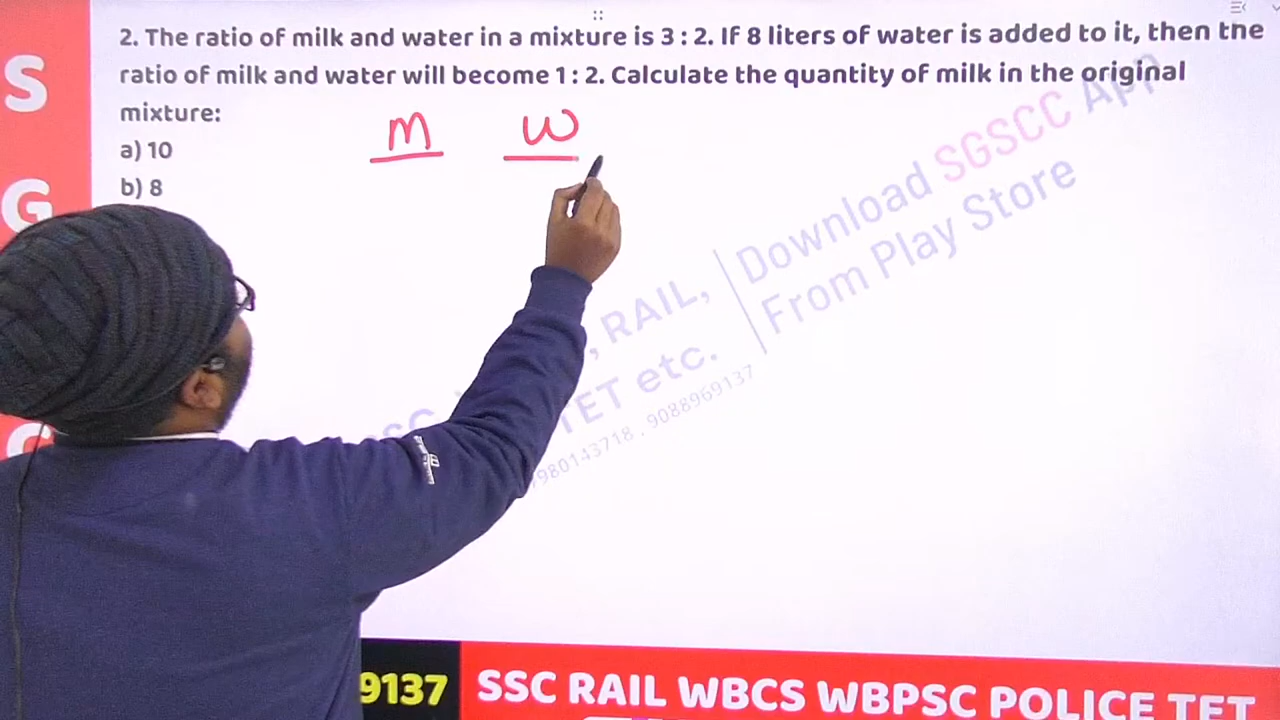 2. The ratio of milk and water in a mixture is 3 : 2. If 8 liters of water is added to it, then the
ratio of milk and water will become 1 : 2. Calculate the quantity of milk in the original
mixture:
M W
a) 10
b) 8
S
G
Download SGSCC App
From Play Store
RAIL,
TET etc.
980143718 , 9088969137
9137
SSC RAIL WBCS WBPSC POLICE TET